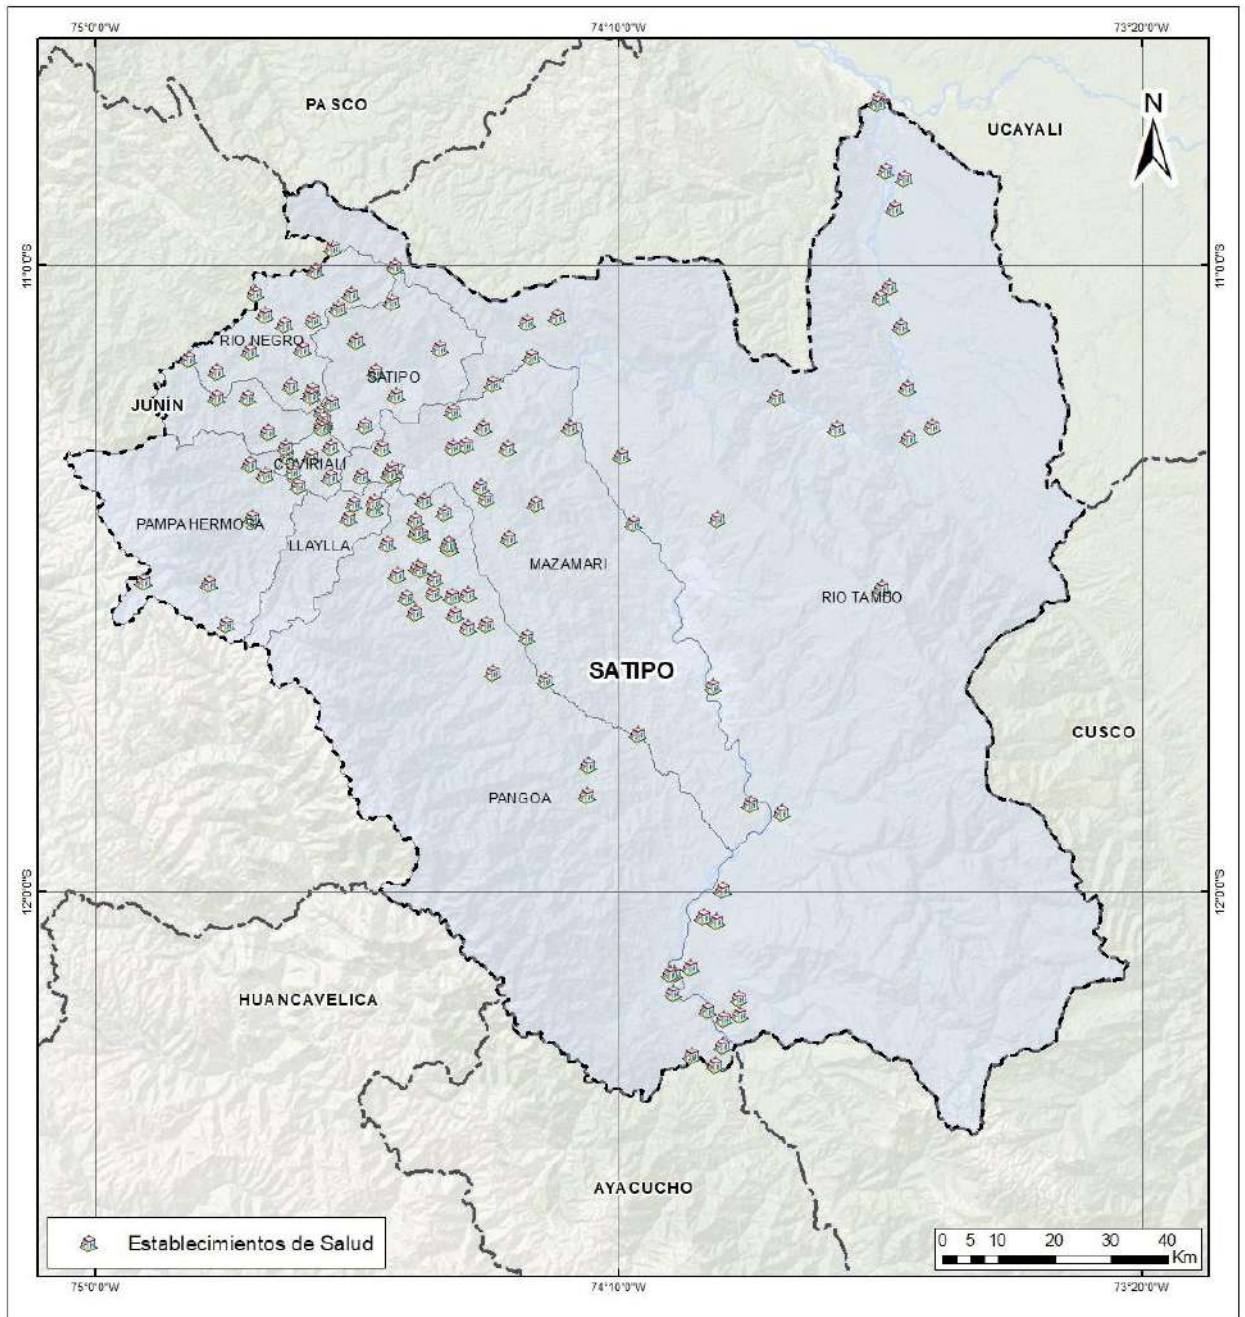 75°0'0"W
74°10'0"W
73°20'0"W
N
PASCO
UCAYALI
11°0'0"S
11°0'0"S
RIO NEGRO
SATIPO
JUNÍN
COVIRIALI
PAMPA HERMOSA
LLAYLLA
MAZAMARI
RIO TAMBO
SATIPO
CUSCO
PANGOA
12°0'0"S
12°0'0"S
HUANCAVELICA
AYACUCHO
Establecimientos de Salud
0 5 10 20 30 40
Km
75°0'0"W
74°10'0"W
73°20'0"W